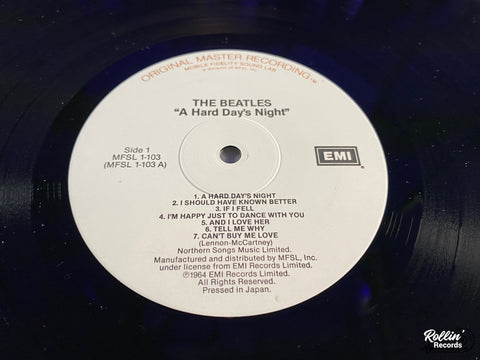 ORIGINAL MASTER RECORDING™
MOBILE FIDELITY SOUND LAB
THE BEATLES
"A Hard Day's Night"
Side 1
MFSL 1-103
(MFSL 1-103 A)
EMI
1. A HARD DAY'S NIGHT
2. I SHOULD HAVE KNOWN BETTER
3. IF I FELL
4. I'M HAPPY JUST TO DANCE WITH YOU
5. AND I LOVE HER
6. TELL ME WHY
7. CAN'T BUY ME LOVE
(Lennon-McCartney)
Northern Songs Music Limited.
Manufactured and distributed by MFSL, Inc.
under license from EMI Records Limited.
℗1964 EMI Records Limited.
All Rights Reserved.
Pressed in Japan.
Rollin'
Records